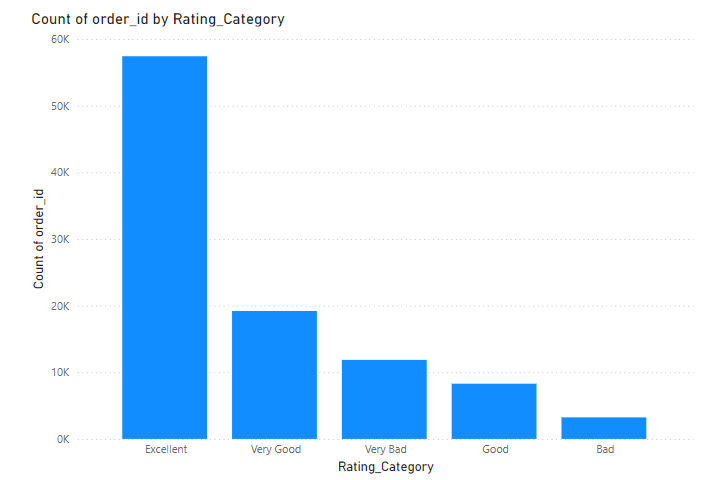 Count of order_id by Rating_Category
60K
50K
40K
30K
20K
10K
0K
Count of order_id
Excellent Very Good Very Bad Good Bad
Rating_Category